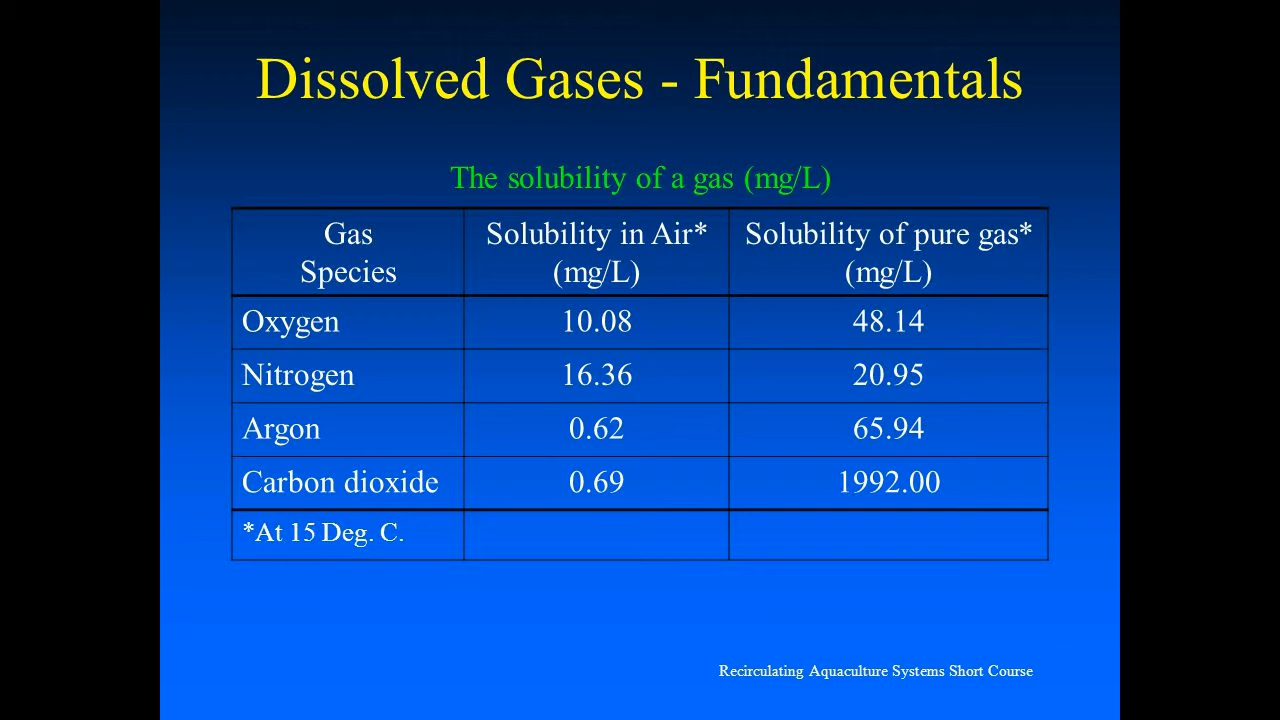 Dissolved Gases - Fundamentals
The solubility of a gas (mg/L)
Gas Species Solubility in Air* (mg/L) Solubility of pure gas* (mg/L)
Oxygen 10.08 48.14
Nitrogen 16.36 20.95
Argon 0.62 65.94
Carbon dioxide 0.69 1992.00
*At 15 Deg. C.
Recirculating Aquaculture Systems Short Course